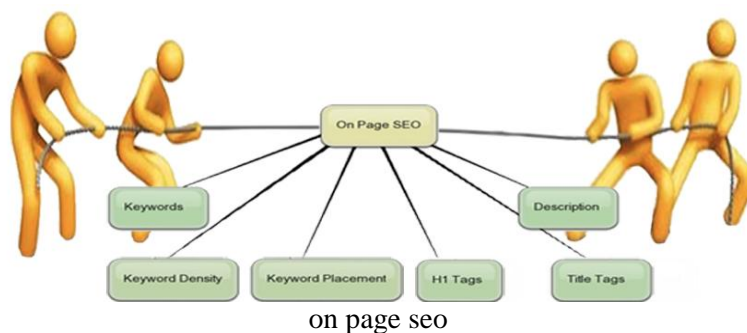 On Page SEO
Keywords
Description
Keyword Density
Keyword Placement
H1 Tags
Title Tags
on page seo